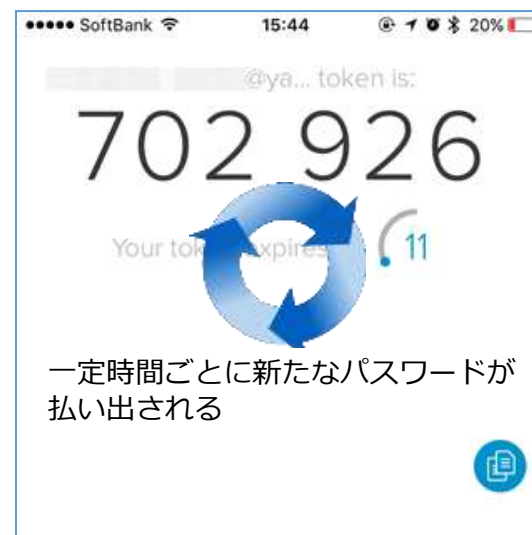 SoftBank 15:44 20%
@ya... token is:
702 926
Your tok expires 11
一定時間ごとに新たなパスワードが
払い出される